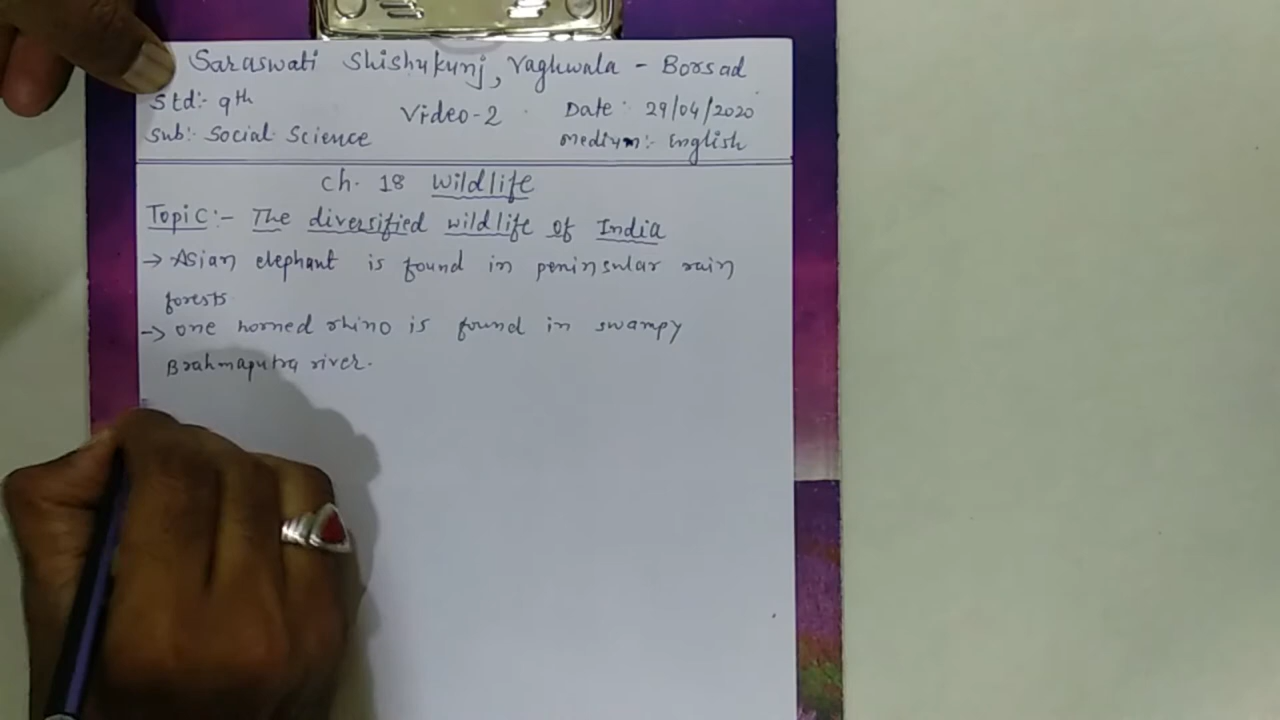 Saraswati Shishukunj, Vaghwala - Borsad
Std:- 9th
Video-2
Date: 29/04/2020
Sub:- Social Science
Medium:- English
Ch. 18 Wildlife
Topic:- The diversified wildlife of India
→ Asian elephant is found in peninsular rain
forests
→ One horned rhino is found in swampy
Brahmaputra river.